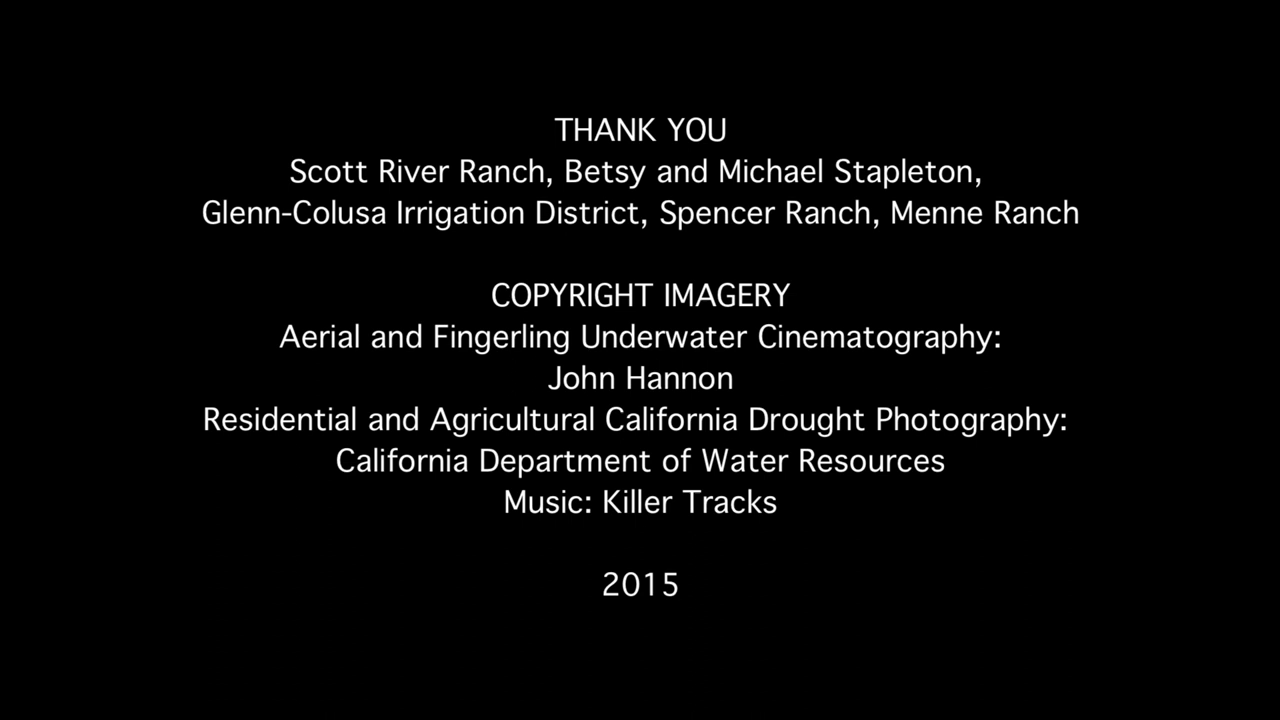 THANK YOU
Scott River Ranch, Betsy and Michael Stapleton,
Glenn-Colusa Irrigation District, Spencer Ranch, Menne Ranch
COPYRIGHT IMAGERY
Aerial and Fingerling Underwater Cinematography:
John Hannon
Residential and Agricultural California Drought Photography:
California Department of Water Resources
Music: Killer Tracks
2015